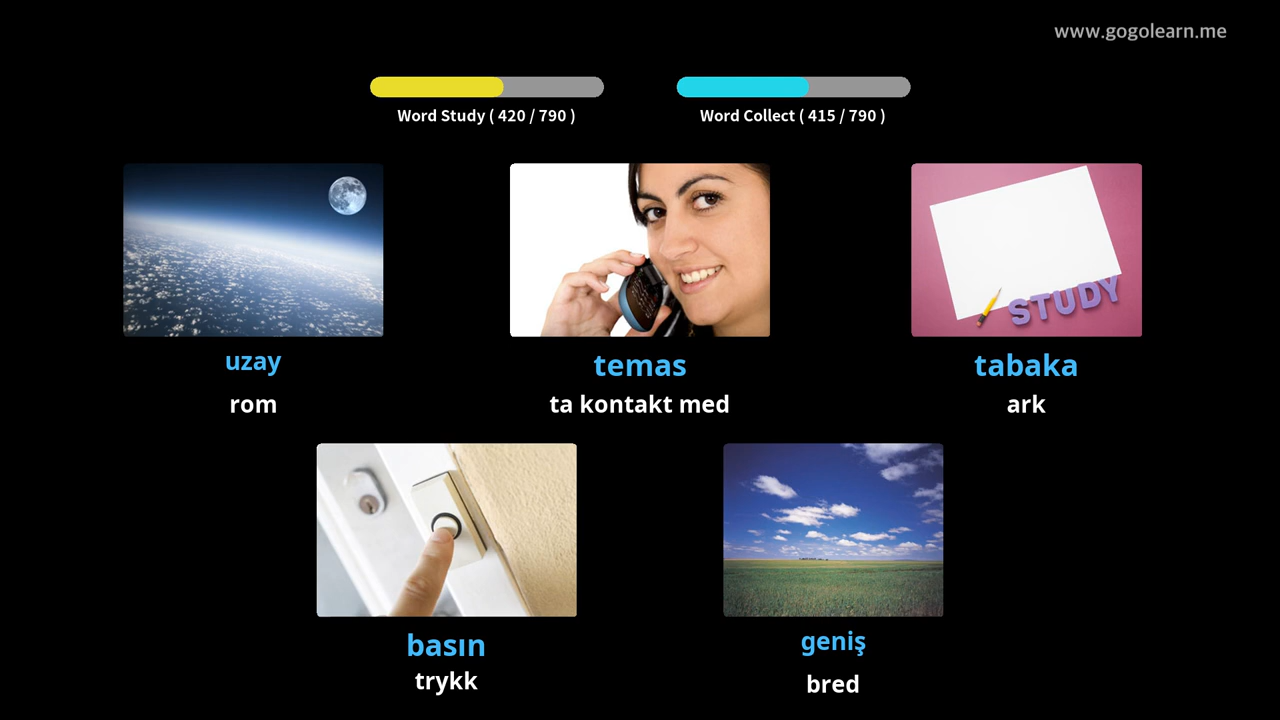 www.gogolearn.me
Word Study ( 420 / 790 )
Word Collect ( 415 / 790 )
STUDY
uzay
rom
temas
ta kontakt med
tabaka
ark
basın
trykk
geniş
bred